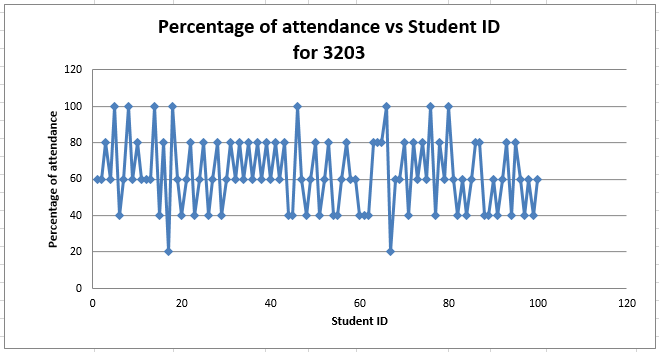 Percentage of attendance vs Student ID
for 3203
120
100
80
60
40
20
0
Percentage of attendance
0 20 40 60 80 100 120
Student ID